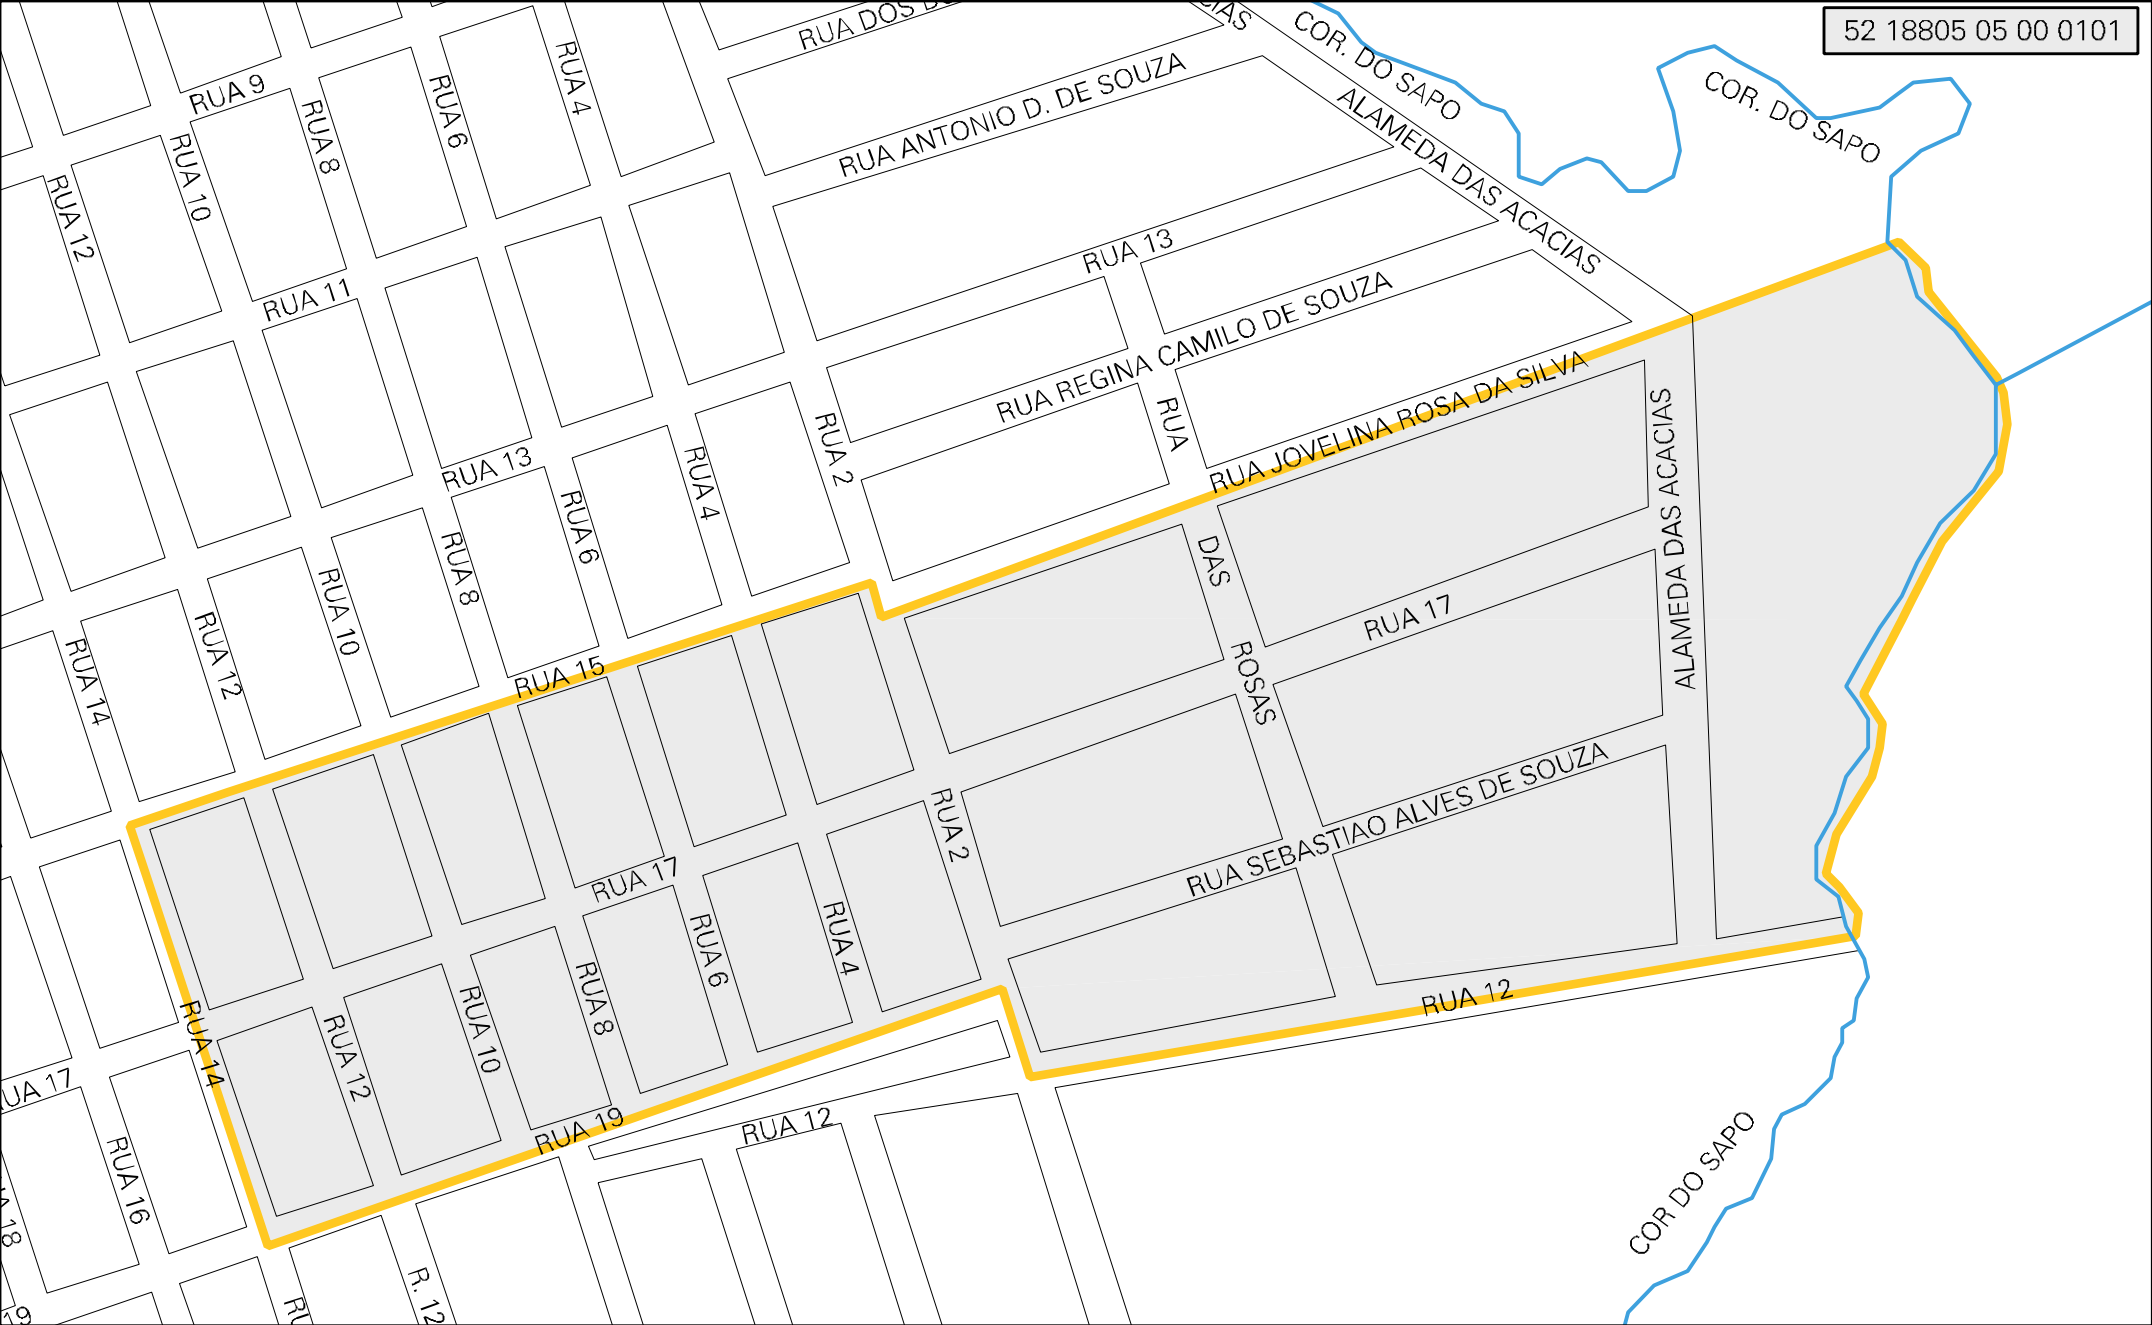 52 18805 05 00 0101
COR. DO SAPO
COR. DO SAPO
RUA 4
RUA 9
RUA 6
RUA 8
RUA 10
RUA 12
RUA ANTONIO D. DE SOUZA
ALAMEDA DAS ACACIAS
RUA 13
RUA 11
RUA REGINA CAMILO DE SOUZA
RUA JOVELINA ROSA DA SILVA
RUA
DAS
ROSAS
RUA 2
RUA 4
RUA 13
RUA 6
RUA 8
RUA 10
RUA 12
RUA 14
ALAMEDA DAS ACACIAS
RUA 17
RUA 15
RUA SEBASTIAO ALVES DE SOUZA
RUA 2
RUA 17
RUA 4
RUA 6
RUA 8
RUA 10
RUA 12
RUA 14
RUA 12
RUA 19
RUA 12
UA 17
RUA 16
18
COR DO SAPO
R. 12
19